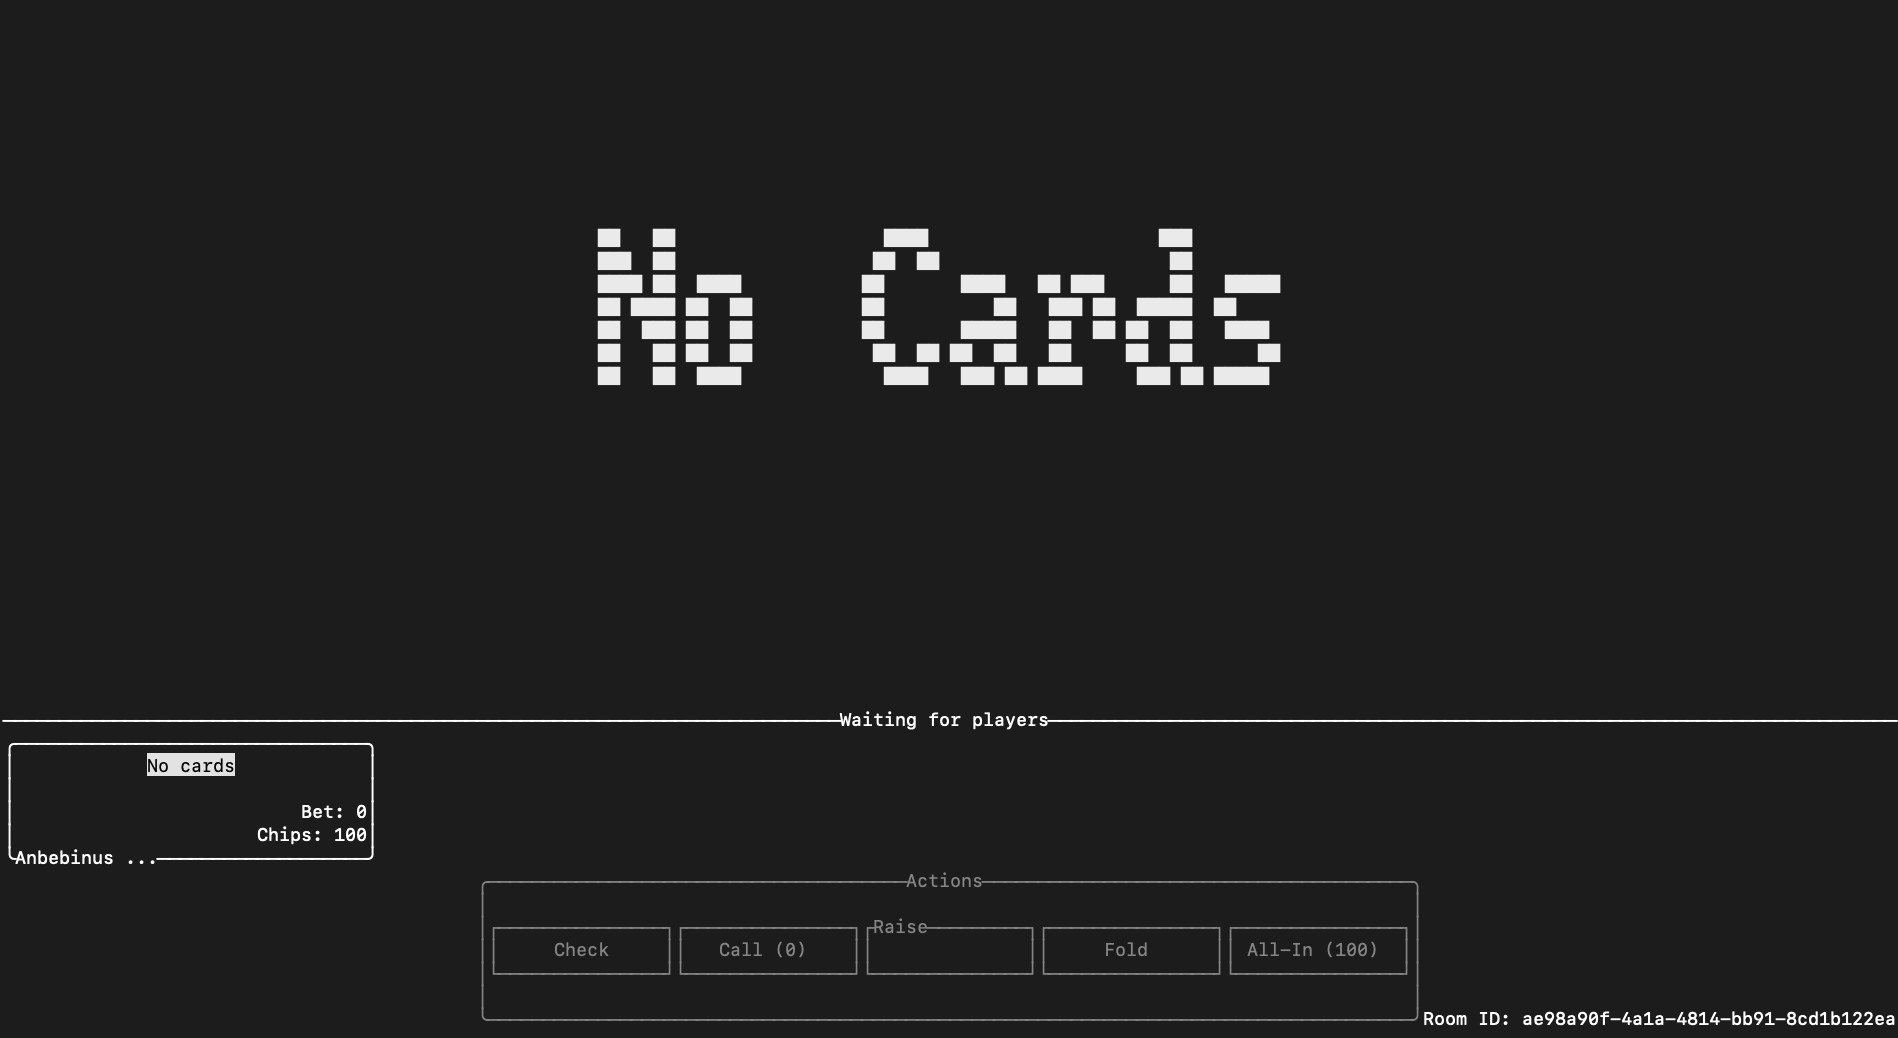 No Cards
Waiting for players
No cards
Bet: 0
Chips: 100
Anbebinus ...
Actions
Raise
Check
Call (0)
Fold
All-In (100)
Room ID: ae98a90f-4a1a-4814-bb91-8cd1b122ea